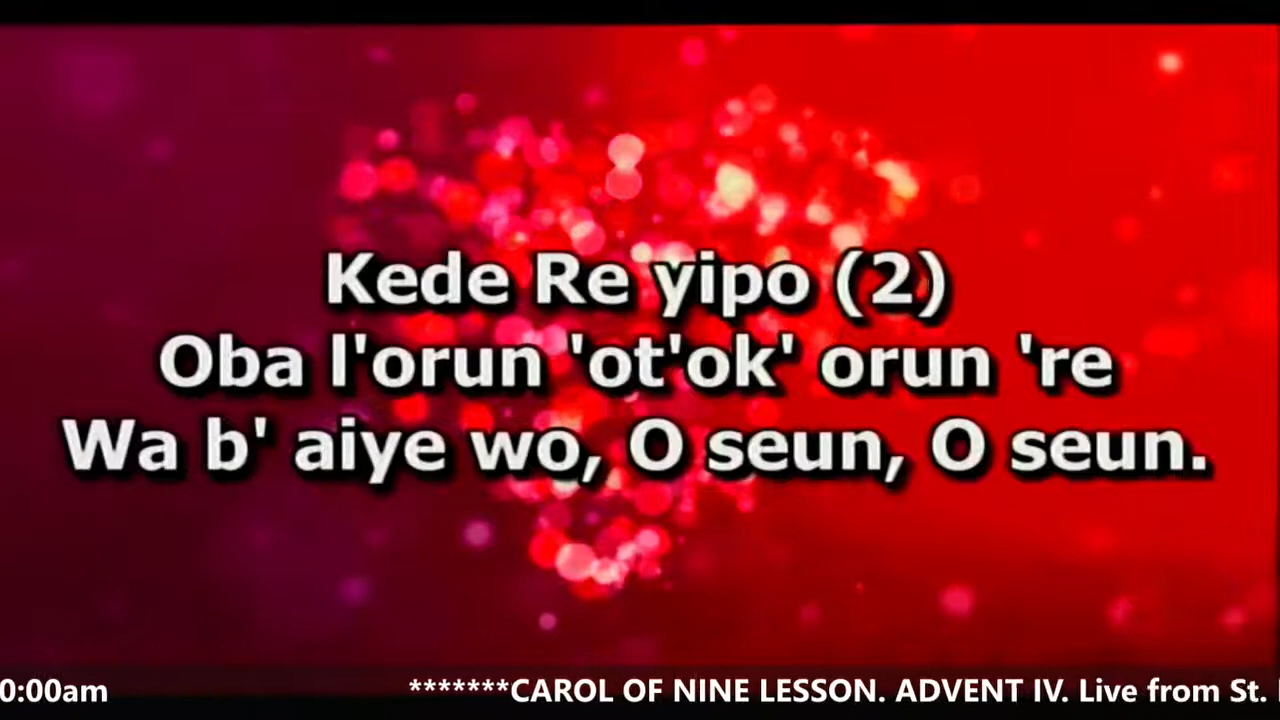 Kede Re yipo (2)
Oba l'orun 'ot'ok' orun 're
Wa b' aiye wo, O seun, O seun.
0:00am *******CAROL OF NINE LESSON. ADVENT IV. Live from St.